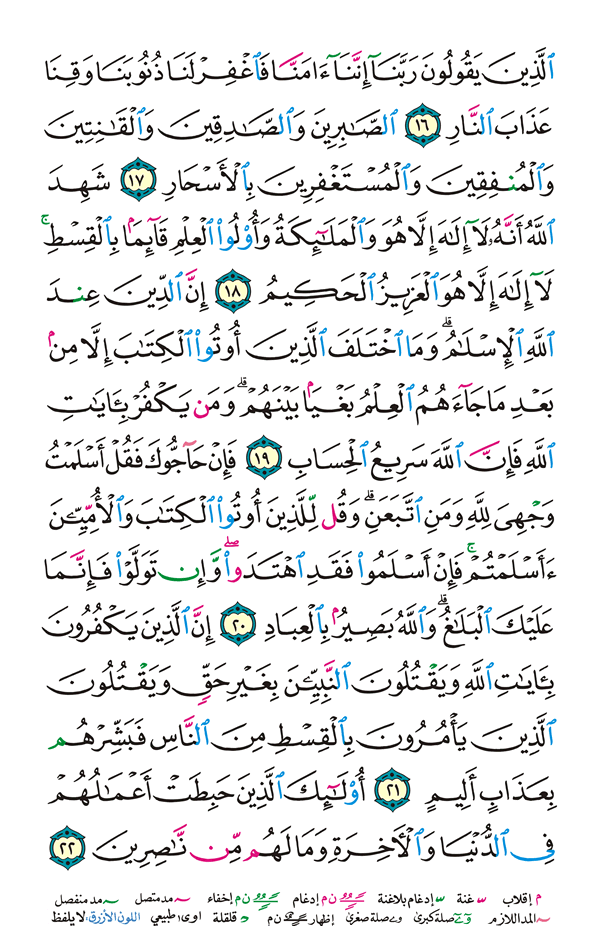 ٱلَّذِينَ يَقُولُونَ رَبَّنَآ إِنَّنَآ ءَامَنَّا فَٱغْفِرْ لَنَا ذُنُوبَنَا وَقِنَا
عَذَابَ ٱلنَّارِ ١٦ ٱلصَّٰبِرِينَ وَٱلصَّٰدِقِينَ وَٱلْقَٰنِتِينَ
وَٱلْمُنفِقِينَ وَٱلْمُسْتَغْفِرِينَ بِٱلْأَسْحَارِ ١٧ شَهِدَ
ٱللَّهُ أَنَّهُۥ لَآ إِلَٰهَ إِلَّا هُوَ وَٱلْمَلَٰٓئِكَةُ وَأُو۟لُوا۟ ٱلْعِلْمِ قَآئِمًۢا بِٱلْقِسْطِ ۚ
لَآ إِلَٰهَ إِلَّا هُوَ ٱلْعَزِيزُ ٱلْحَكِيمُ ١٨ إِنَّ ٱلدِّينَ عِندَ
ٱللَّهِ ٱلْإِسْلَٰمُ ۗ وَمَا ٱخْتَلَفَ ٱلَّذِينَ أُوتُوا۟ ٱلْكِتَٰبَ إِلَّا مِنۢ
بَعْدِ مَا جَآءَهُمُ ٱلْعِلْمُ بَغْيًۢا بَيْنَهُمْ ۗ وَمَن يَكْفُرْ بِـَٔايَٰتِ
ٱللَّهِ فَإِنَّ ٱللَّهَ سَرِيعُ ٱلْحِسَابِ ١٩ فَإِنْ حَآجُّوكَ فَقُلْ أَسْلَمْتُ
وَجْهِىَ لِلَّهِ وَمَنِ ٱتَّبَعَنِ ۗ وَقُل لِّلَّذِينَ أُوتُوا۟ ٱلْكِتَٰبَ وَٱلْأُمِّيِّـۧنَ
ءَأَسْلَمْتُمْ ۚ فَإِنْ أَسْلَمُوا۟ فَقَدِ ٱهْتَدَوا۟ ۖ وَّإِن تَوَلَّوْا۟ فَإِنَّمَا
عَلَيْكَ ٱلْبَلَٰغُ ۗ وَٱللَّهُ بَصِيرٌۢ بِٱلْعِبَادِ ٢٠ إِنَّ ٱلَّذِينَ يَكْفُرُونَ
بِـَٔايَٰتِ ٱللَّهِ وَيَقْتُلُونَ ٱلنَّبِيِّـۧنَ بِغَيْرِ حَقٍّ وَيَقْتُلُونَ
ٱلَّذِينَ يَأْمُرُونَ بِٱلْقِسْطِ مِنَ ٱلنَّاسِ فَبَشِّرْهُم
بِعَذَابٍ أَلِيمٍ ٢١ أُو۟لَٰٓئِكَ ٱلَّذِينَ حَبِطَتْ أَعْمَٰلُهُمْ
فِى ٱلدُّنْيَا وَٱلْءَاخِرَةِ وَمَا لَهُم مِّن نَّٰصِرِينَ ٢٢
م إقلاب غنة إدغام بلاغنة ن م إدغام ن م إخفاء مد متصل مد منفصل
المد اللازم صلة كبرى صلة صغرى إظهار ن م قلقلة اوى: طبيعي اللون الأزرق: لا يلفظ